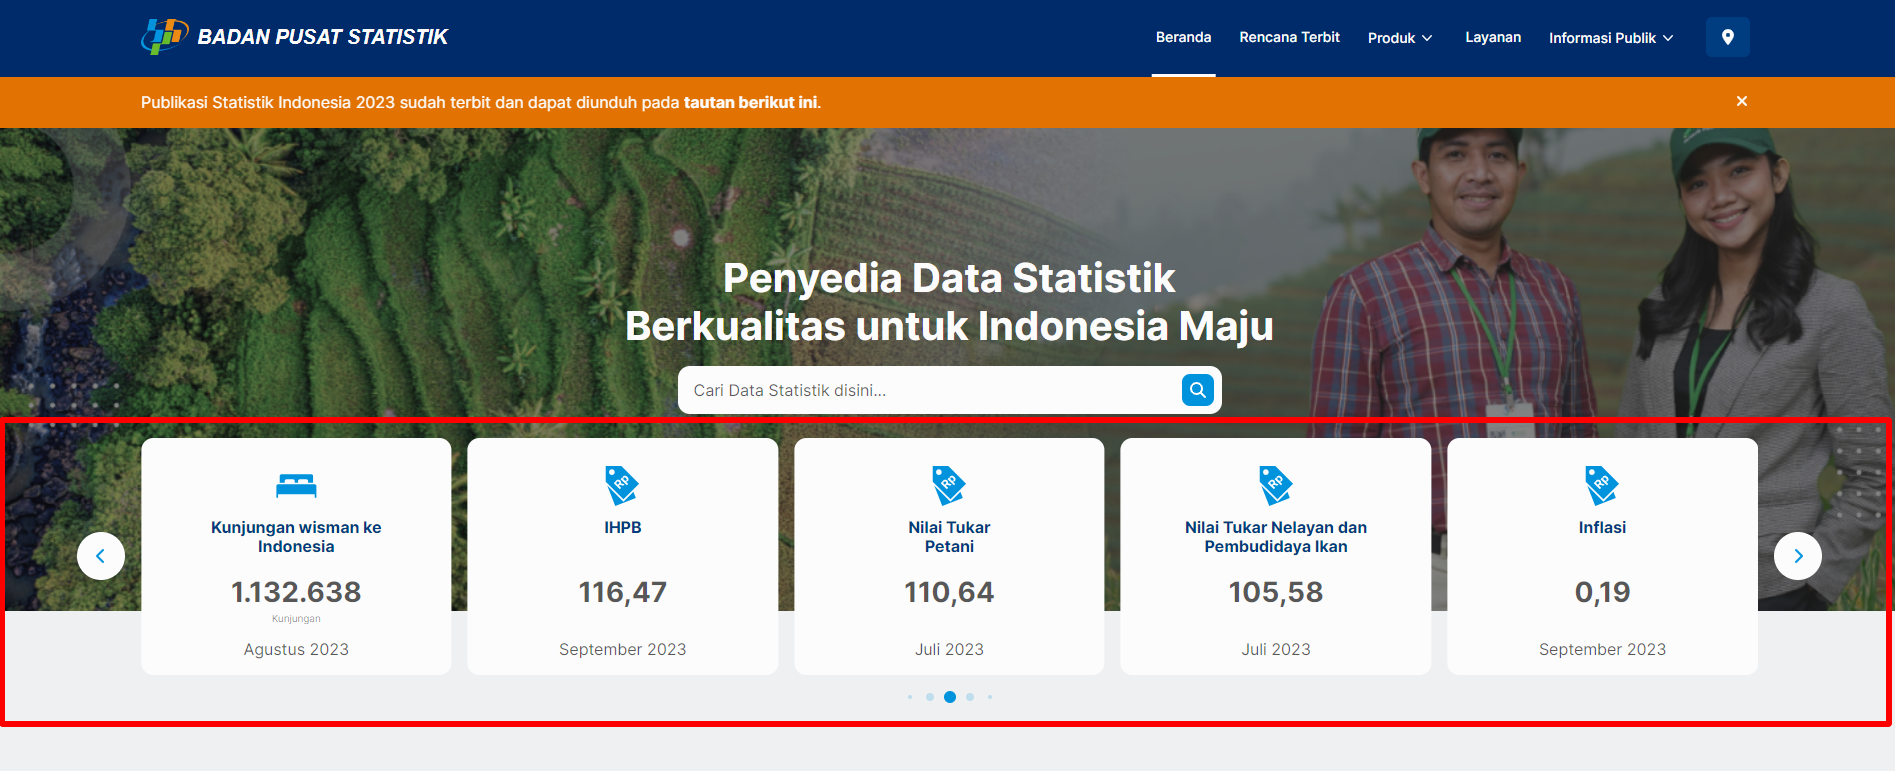 BADAN PUSAT STATISTIK
Beranda
Rencana Terbit
Produk
Layanan
Informasi Publik
Publikasi Statistik Indonesia 2023 sudah terbit dan dapat diunduh pada tautan berikut ini.
Penyedia Data Statistik
Berkualitas untuk Indonesia Maju
Cari Data Statistik disini...
Kunjungan wisman ke
Indonesia
1.132.638
Kunjungan
Agustus 2023
Rp
IHPB
116,47
September 2023
Rp
Nilai Tukar
Petani
110,64
Juli 2023
Rp
Nilai Tukar Nelayan dan
Pembudidaya Ikan
105,58
Juli 2023
Rp
Inflasi
0,19
September 2023